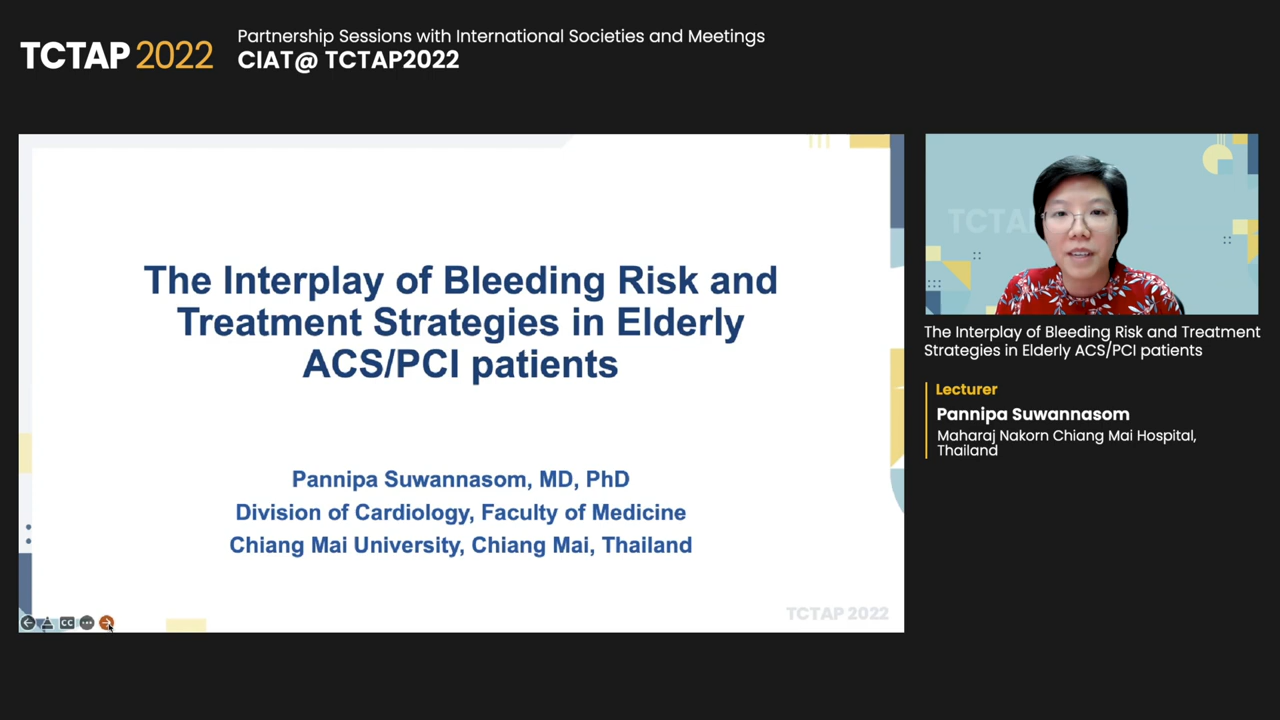 TCTAP 2022
Partnership Sessions with International Societies and Meetings
CIAT@ TCTAP2022
The Interplay of Bleeding Risk and
Treatment Strategies in Elderly
ACS/PCI patients
Pannipa Suwannasom, MD, PhD
Division of Cardiology, Faculty of Medicine
Chiang Mai University, Chiang Mai, Thailand
CC
TCTAP 2022
TCTA
The Interplay of Bleeding Risk and Treatment
Strategies in Elderly ACS/PCI patients
Lecturer
Pannipa Suwannasom
Maharaj Nakorn Chiang Mai Hospital,
Thailand